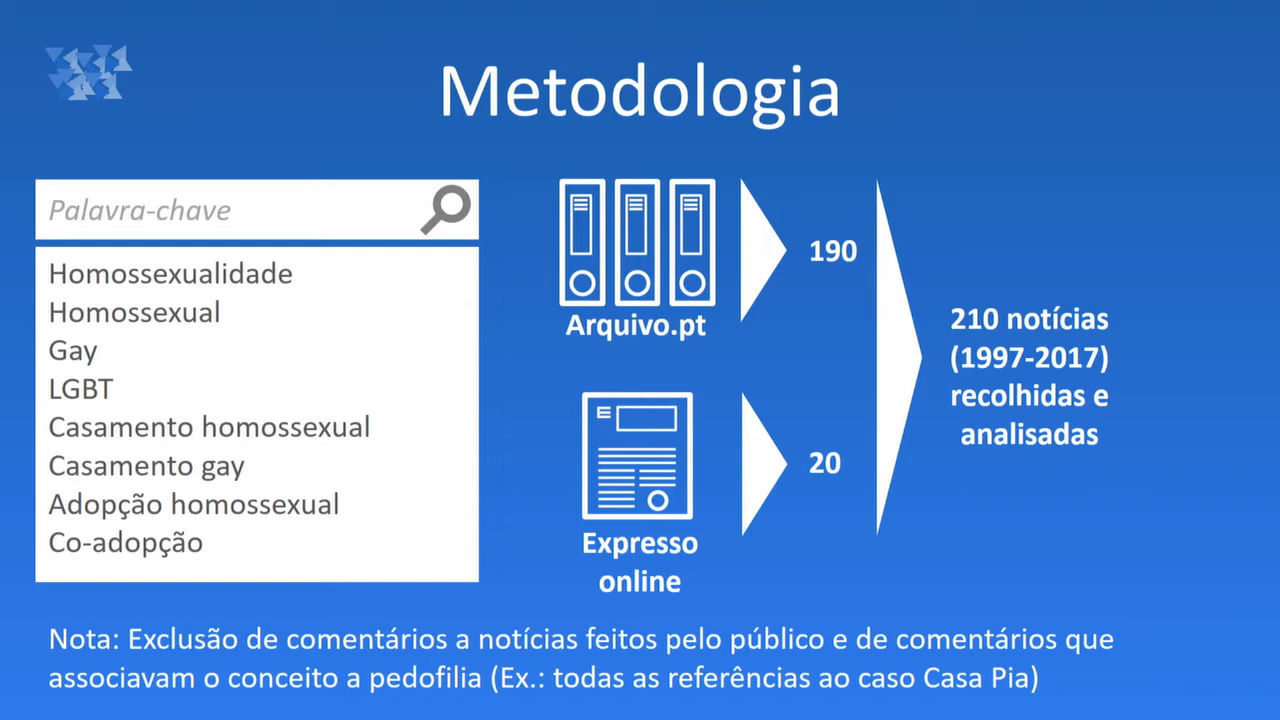 Metodologia
Palavra-chave
Homossexualidade
Homossexual
Gay
LGBT
Casamento homossexual
Casamento gay
Adopção homossexual
Co-adopção
Arquivo.pt
190
Expresso
online
20
210 notícias
(1997-2017)
recolhidas e
analisadas
Nota: Exclusão de comentários a notícias feitos pelo público e de comentários que
associavam o conceito a pedofilia (Ex.: todas as referências ao caso Casa Pia)